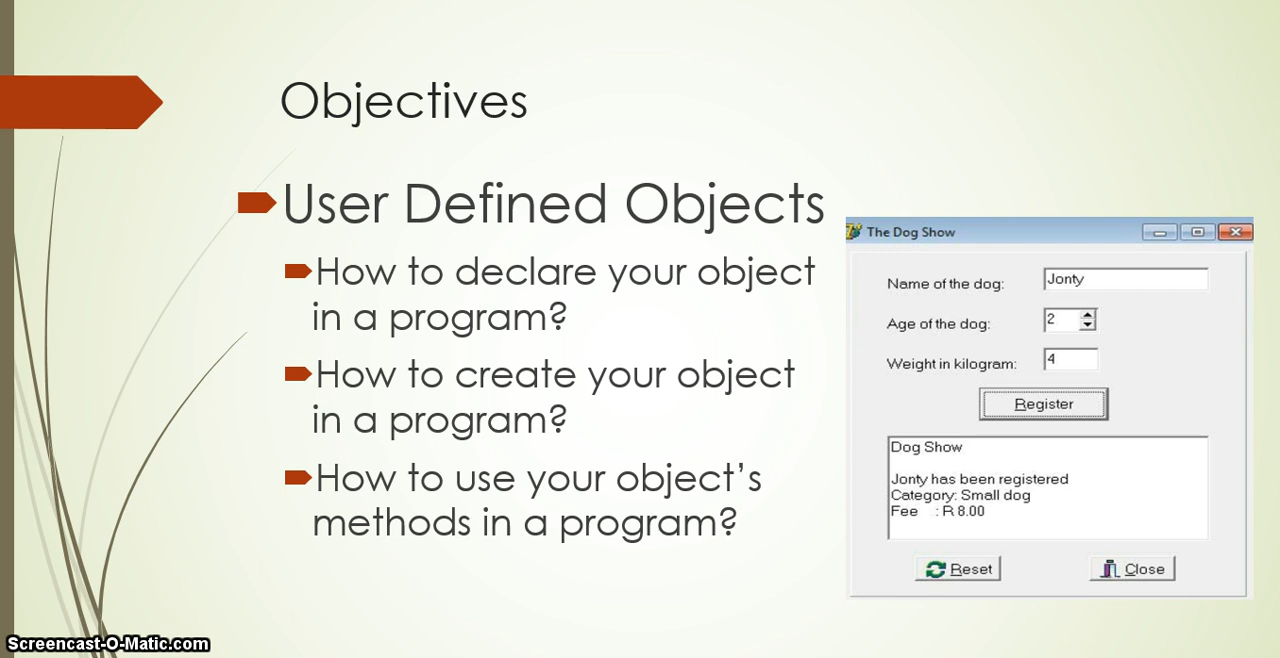 Objectives
User Defined Objects
How to declare your object
in a program?
How to create your object
in a program?
How to use your object’s
methods in a program?
The Dog Show
Name of the dog: Jonty
Age of the dog: 2
Weight in kilogram: 4
Register
Dog Show
Jonty has been registered
Category: Small dog
Fee : R 8.00
Reset Close
Screencast-O-Matic.com